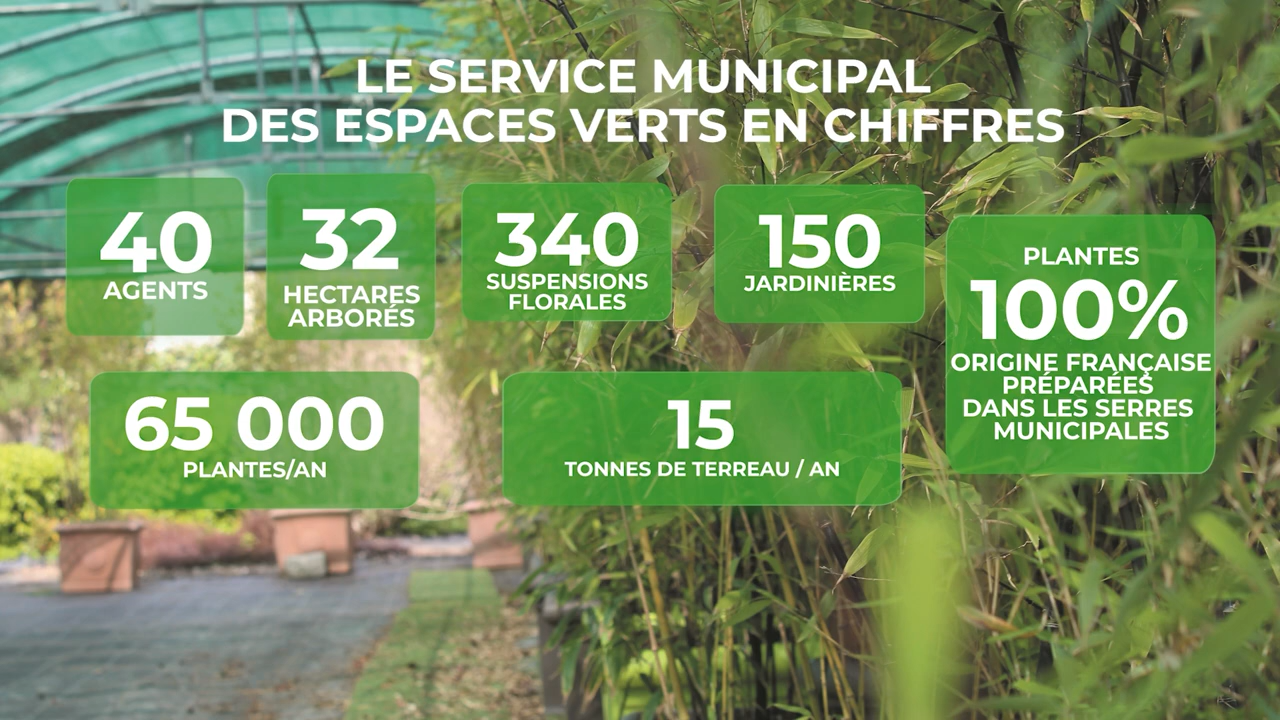 LE SERVICE MUNICIPAL
DES ESPACES VERTS EN CHIFFRES
40
AGENTS
32
HECTARES
ARBORÉS
340
SUSPENSIONS
FLORALES
150
JARDINIÈRES
PLANTES
100%
ORIGINE FRANÇAISE
PRÉPARÉES
DANS LES SERRES
MUNICIPALES
65 000
PLANTES/AN
15
TONNES DE TERREAU / AN